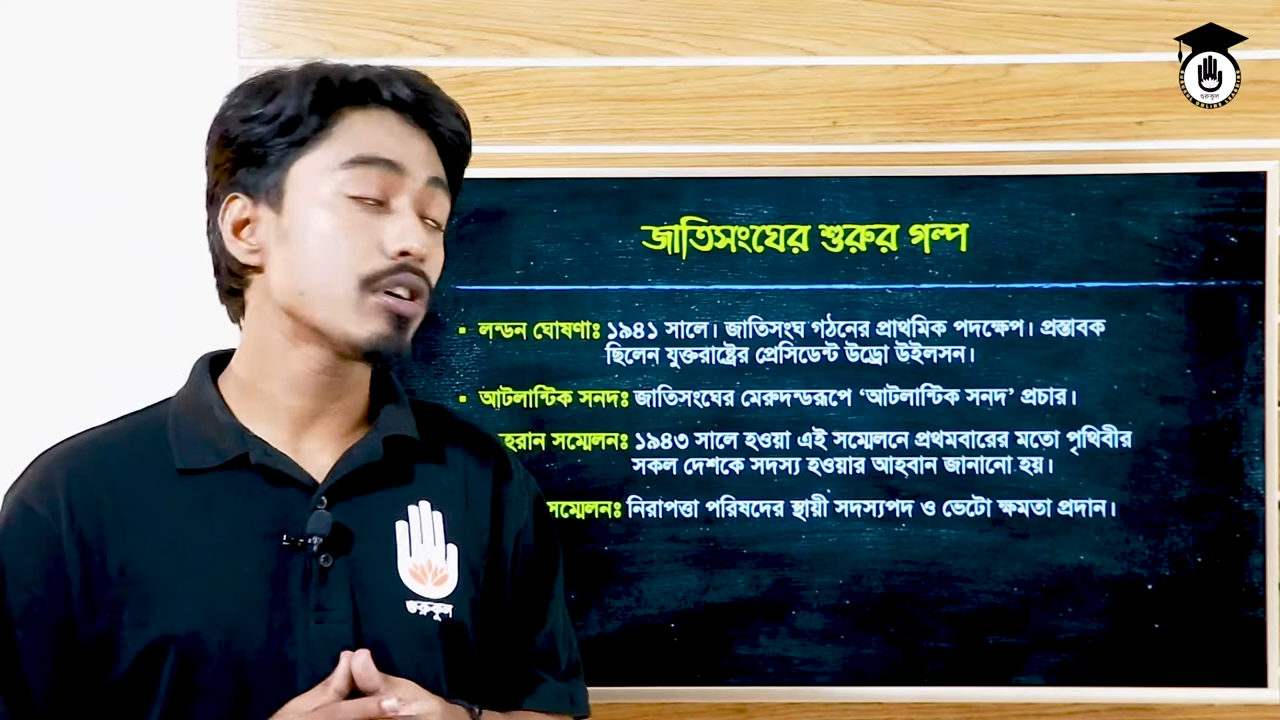 জাতিসংঘের শুরুর গল্প
▪ লন্ডন ঘোষণাঃ ১৯৪১ সালে। জাতিসংঘ গঠনের প্রাথমিক পদক্ষেপ। প্রস্তাবক
ছিলেন যুক্তরাষ্ট্রের প্রেসিডেন্ট উড্রো উইলসন।
▪ আটলান্টিক সনদঃ জাতিসংঘের মেরুদন্ডরূপে ‘আটলান্টিক সনদ’ প্রচার।
হরান সম্মেলনঃ ১৯৪৩ সালে হওয়া এই সম্মেলনে প্রথমবারের মতো পৃথিবীর
সকল দেশকে সদস্য হওয়ার আহবান জানানো হয়।
সম্মেলনঃ নিরাপত্তা পরিষদের স্থায়ী সদস্যপদ ও ভেটো ক্ষমতা প্রদান।
গুরুকুল
গুরুকুল